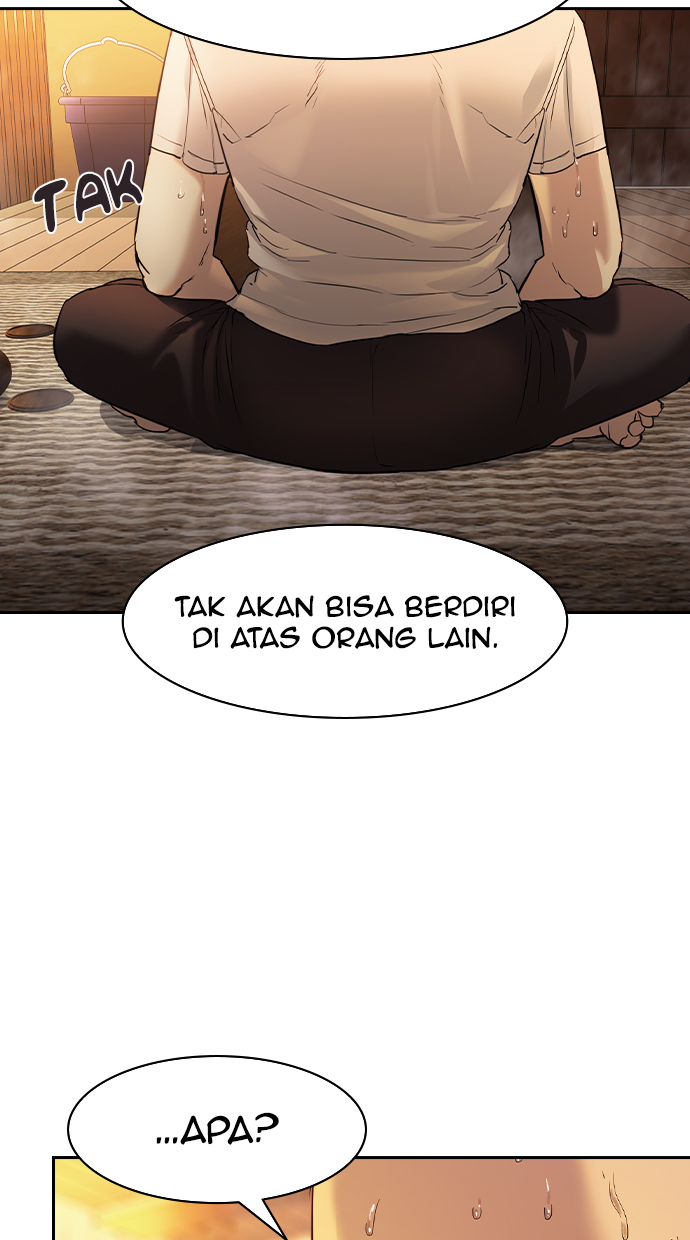 TAK
TAK AKAN BISA BERDIRI
DI ATAS ORANG LAIN.
...APA?